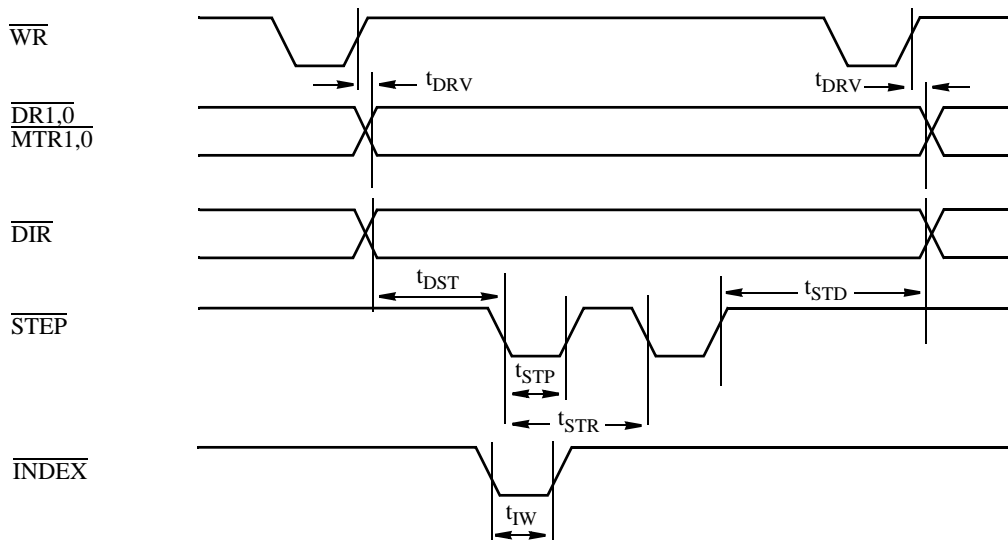 WR
tDRV tDRV
DR1,0
MTR1,0
DIR
tDST tSTD
STEP
tSTP
tSTR
INDEX
tIW